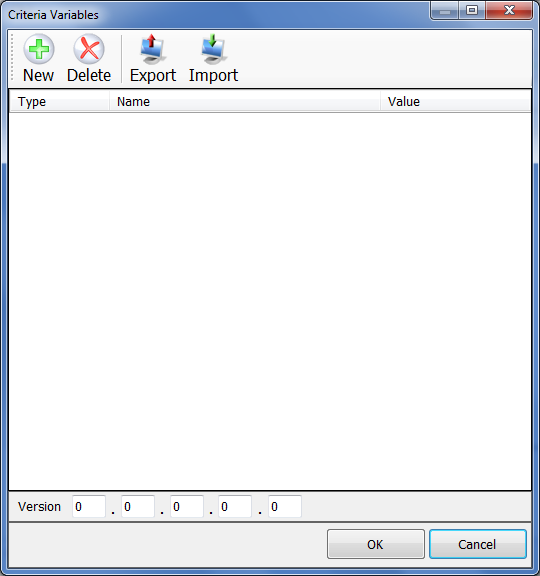 Criteria Variables
New Delete Export Import
Type Name Value
Version 0 . 0 . 0 . 0 . 0
OK Cancel